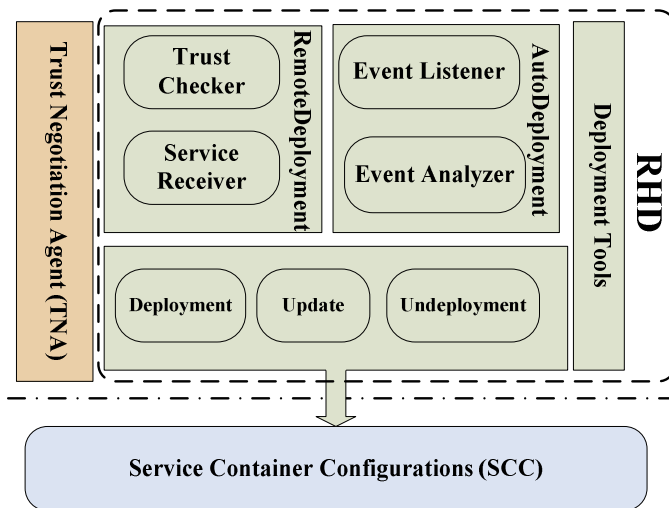 Trust Negotiation Agent (TNA)
Trust
Checker
Service
Receiver
RemoteDeployment
Event Listener
Event Analyzer
AutoDeployment
Deployment Tools
RHD
Deployment
Update
Undeployment
Service Container Configurations (SCC)